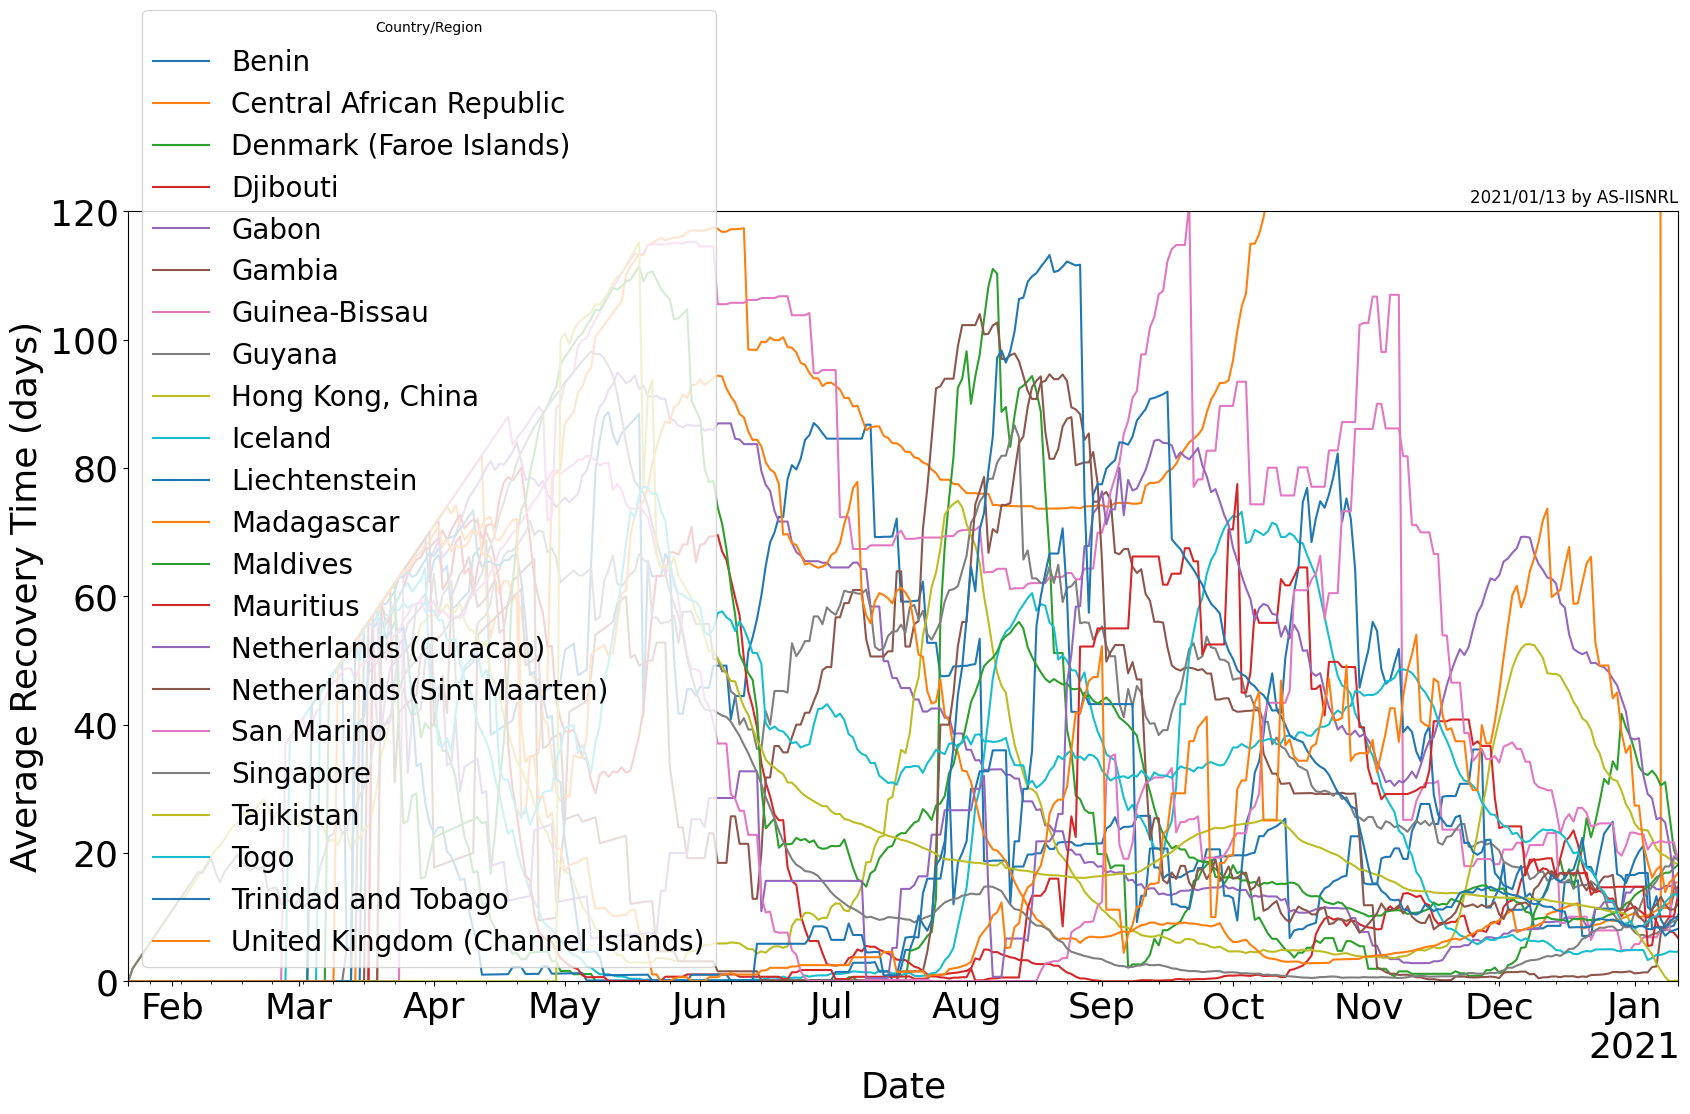 Country/Region
Benin
Central African Republic
Denmark (Faroe Islands)
Djibouti
Gabon
Gambia
Guinea-Bissau
Guyana
Hong Kong, China
Iceland
Liechtenstein
Madagascar
Maldives
Mauritius
Netherlands (Curacao)
Netherlands (Sint Maarten)
San Marino
Singapore
Tajikistan
Togo
Trinidad and Tobago
United Kingdom (Channel Islands)
2021/01/13 by AS-IISNRL
Average Recovery Time (days)
120
100
80
60
40
20
0
Feb Mar Apr May Jun Jul Aug Sep Oct Nov Dec Jan
2021
Date